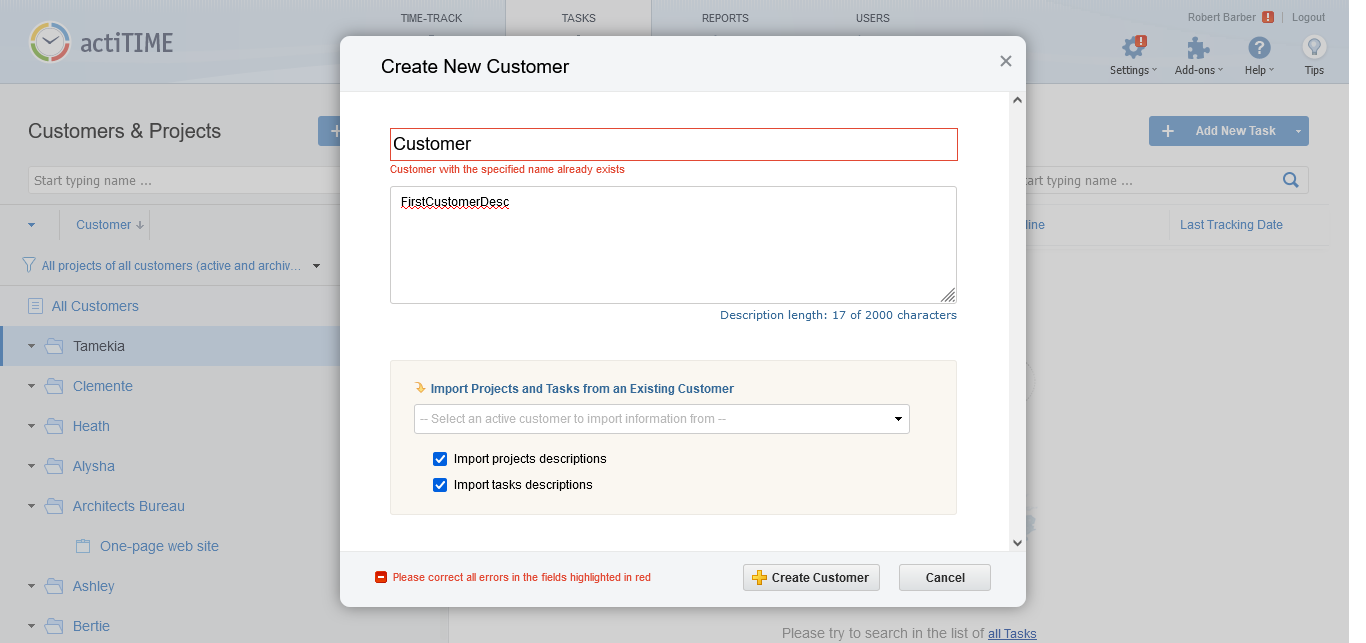 TIME-TRACK
TASKS
REPORTS
USERS
Robert Barber
Logout
actiTIME
Settings
Add-ons
Help
Tips
Create New Customer
Customers & Projects
Add New Task
Customer
Customer with the specified name already exists
Start typing name ...
typing name ...
FirstCustomerDesc
Customer
Last Tracking Date
All projects of all customers (active and archiv...
All Customers
Description length: 17 of 2000 characters
Tamekia
Clemente
Import Projects and Tasks from an Existing Customer
-- Select an active customer to import information from --
Heath
Import projects descriptions
Alysha
Import tasks descriptions
Architects Bureau
One-page web site
Ashley
Please correct all errors in the fields highlighted in red
Create Customer
Cancel
Bertie
Please try to search in the list of all Tasks